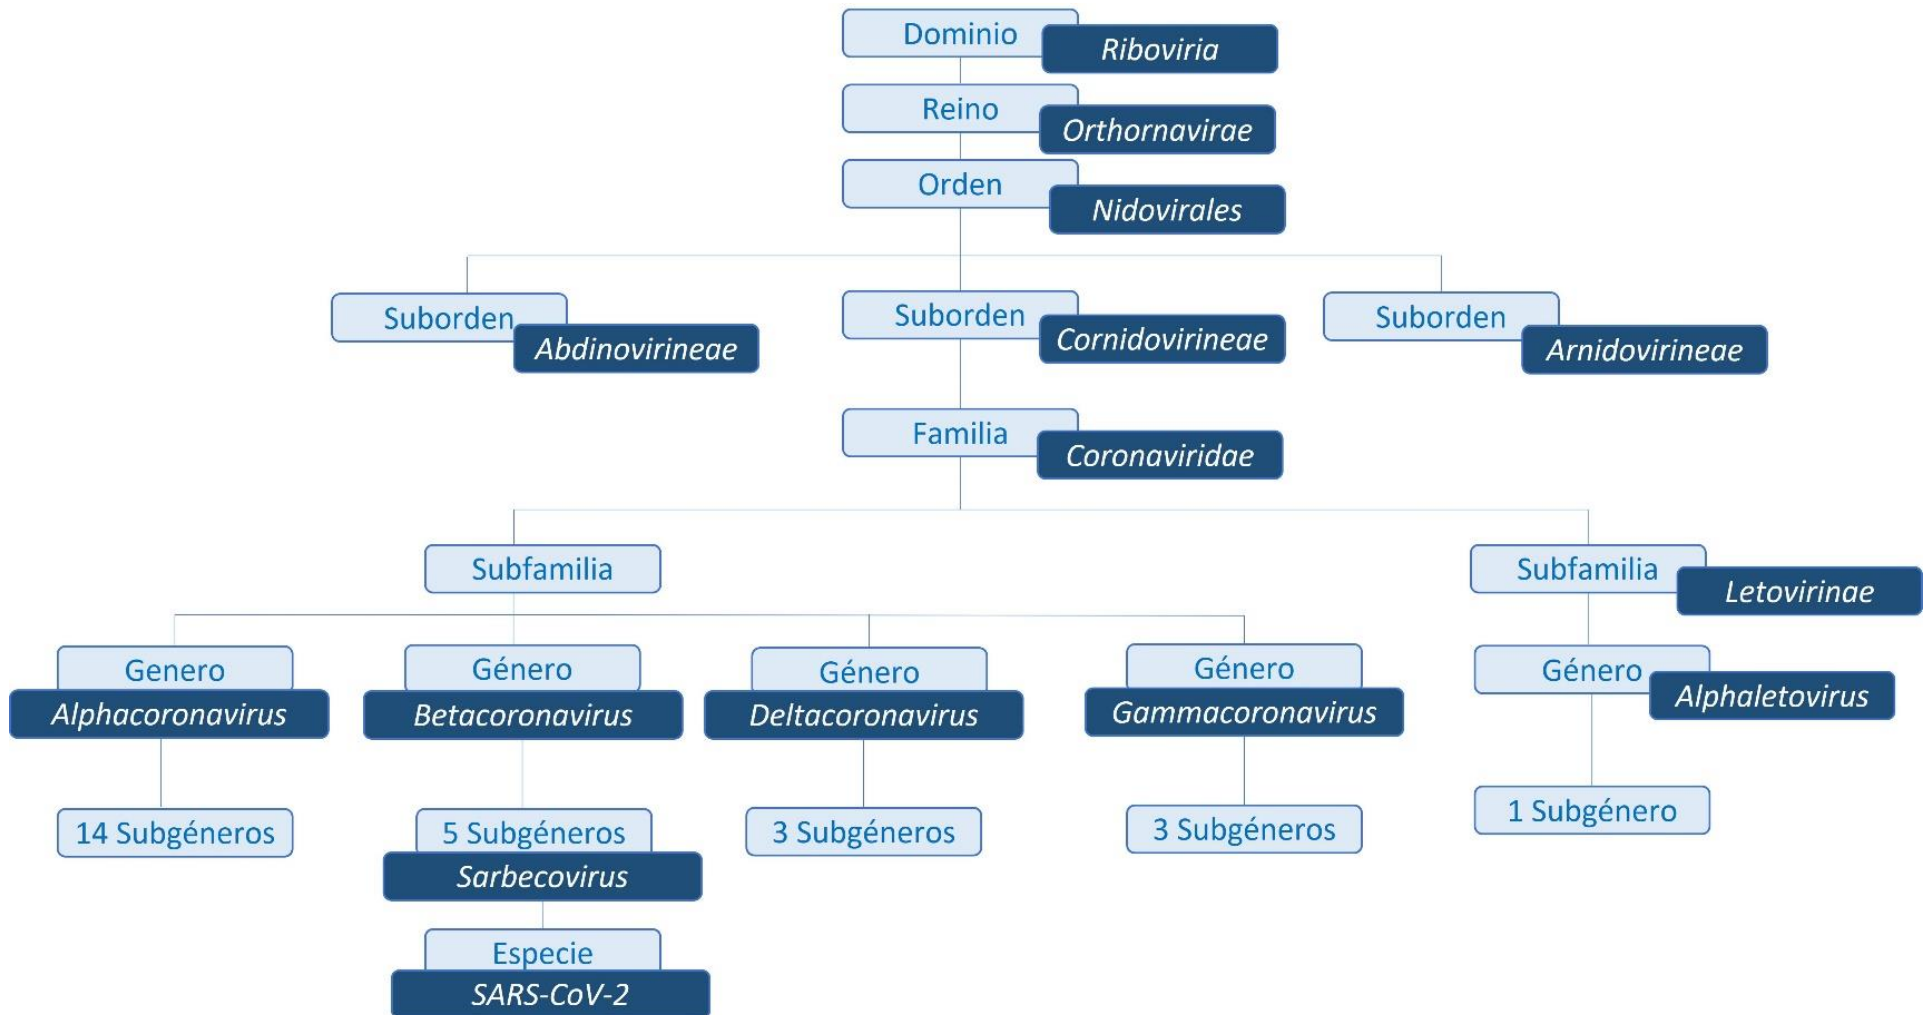 Dominio
Riboviria
Reino
Orthornavirae
Orden
Nidovirales
Suborden
Abdinovirineae
Suborden
Cornidovirineae
Suborden
Arnidovirineae
Familia
Coronaviridae
Subfamilia
Subfamilia
Letovirinae
Genero
Alphacoronavirus
Género
Betacoronavirus
Género
Deltacoronavirus
Género
Gammacoronavirus
Género
Alphaletovirus
14 Subgéneros
5 Subgéneros
Sarbecovirus
3 Subgéneros
3 Subgéneros
1 Subgénero
Especie
SARS-CoV-2